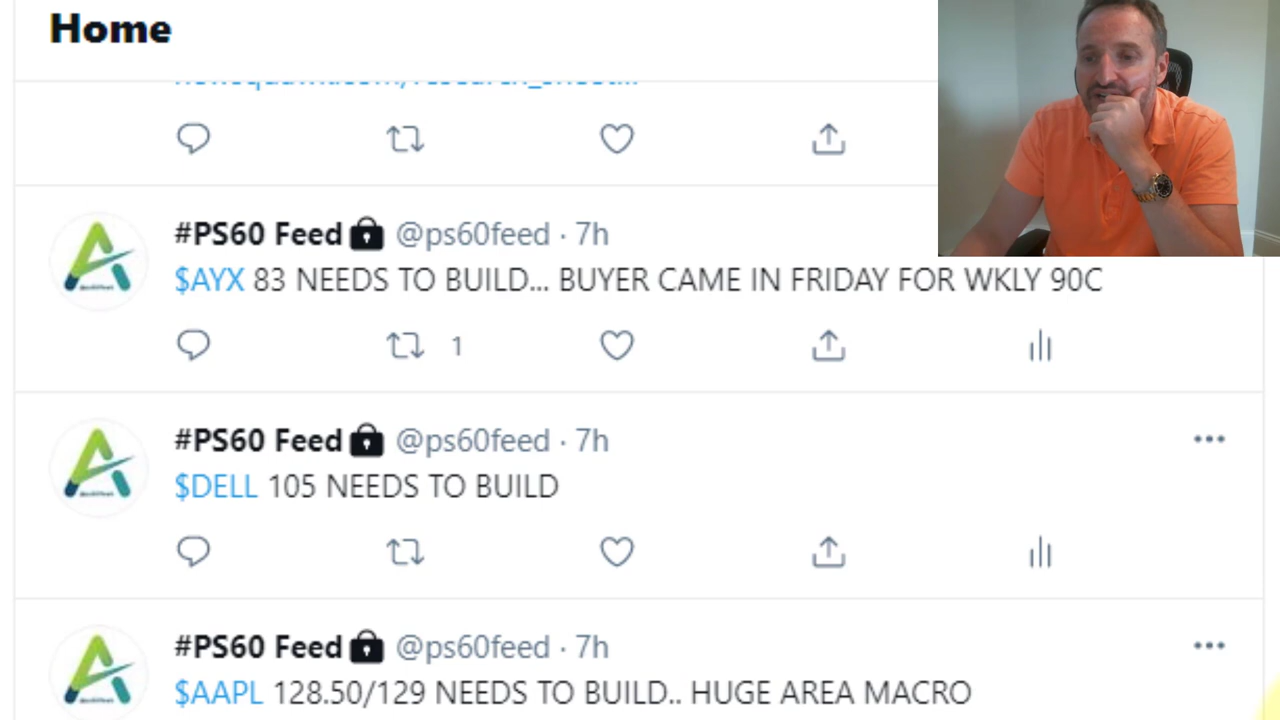 Home
#PS60 Feed @ps60feed · 7h
$AYX 83 NEEDS TO BUILD... BUYER CAME IN FRIDAY FOR WKLY 90C
1
#PS60 Feed @ps60feed · 7h
$DELL 105 NEEDS TO BUILD
#PS60 Feed @ps60feed · 7h
$AAPL 128.50/129 NEEDS TO BUILD.. HUGE AREA MACRO